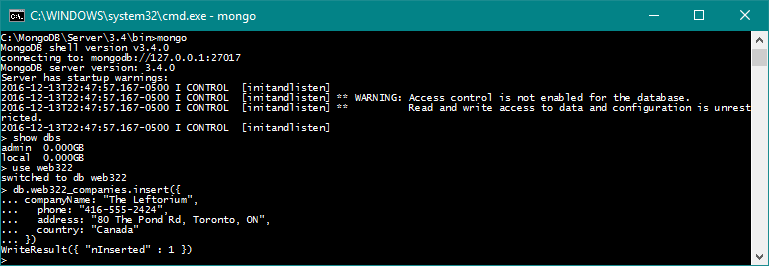 C:\WINDOWS\system32\cmd.exe - mongo
C:\MongoDB\Server\3.4\bin>mongo
MongoDB shell version v3.4.0
connecting to: mongodb://127.0.0.1:27017
MongoDB server version: 3.4.0
Server has startup warnings:
2016-12-13T22:47:57.167-0500 I CONTROL  [initandlisten]
2016-12-13T22:47:57.167-0500 I CONTROL  [initandlisten] ** WARNING: Access control is not enabled for the database.
2016-12-13T22:47:57.167-0500 I CONTROL  [initandlisten] **          Read and write access to data and configuration is unrest
ricted.
2016-12-13T22:47:57.167-0500 I CONTROL  [initandlisten]
> show dbs
admin  0.000GB
local  0.000GB
> use web322
switched to db web322
> db.web322_companies.insert({
... companyName: "The Leftorium",
...   phone: "416-555-2424",
...   address: "80 The Pond Rd, Toronto, ON",
...   country: "Canada"
... })
WriteResult({ "nInserted" : 1 })
>